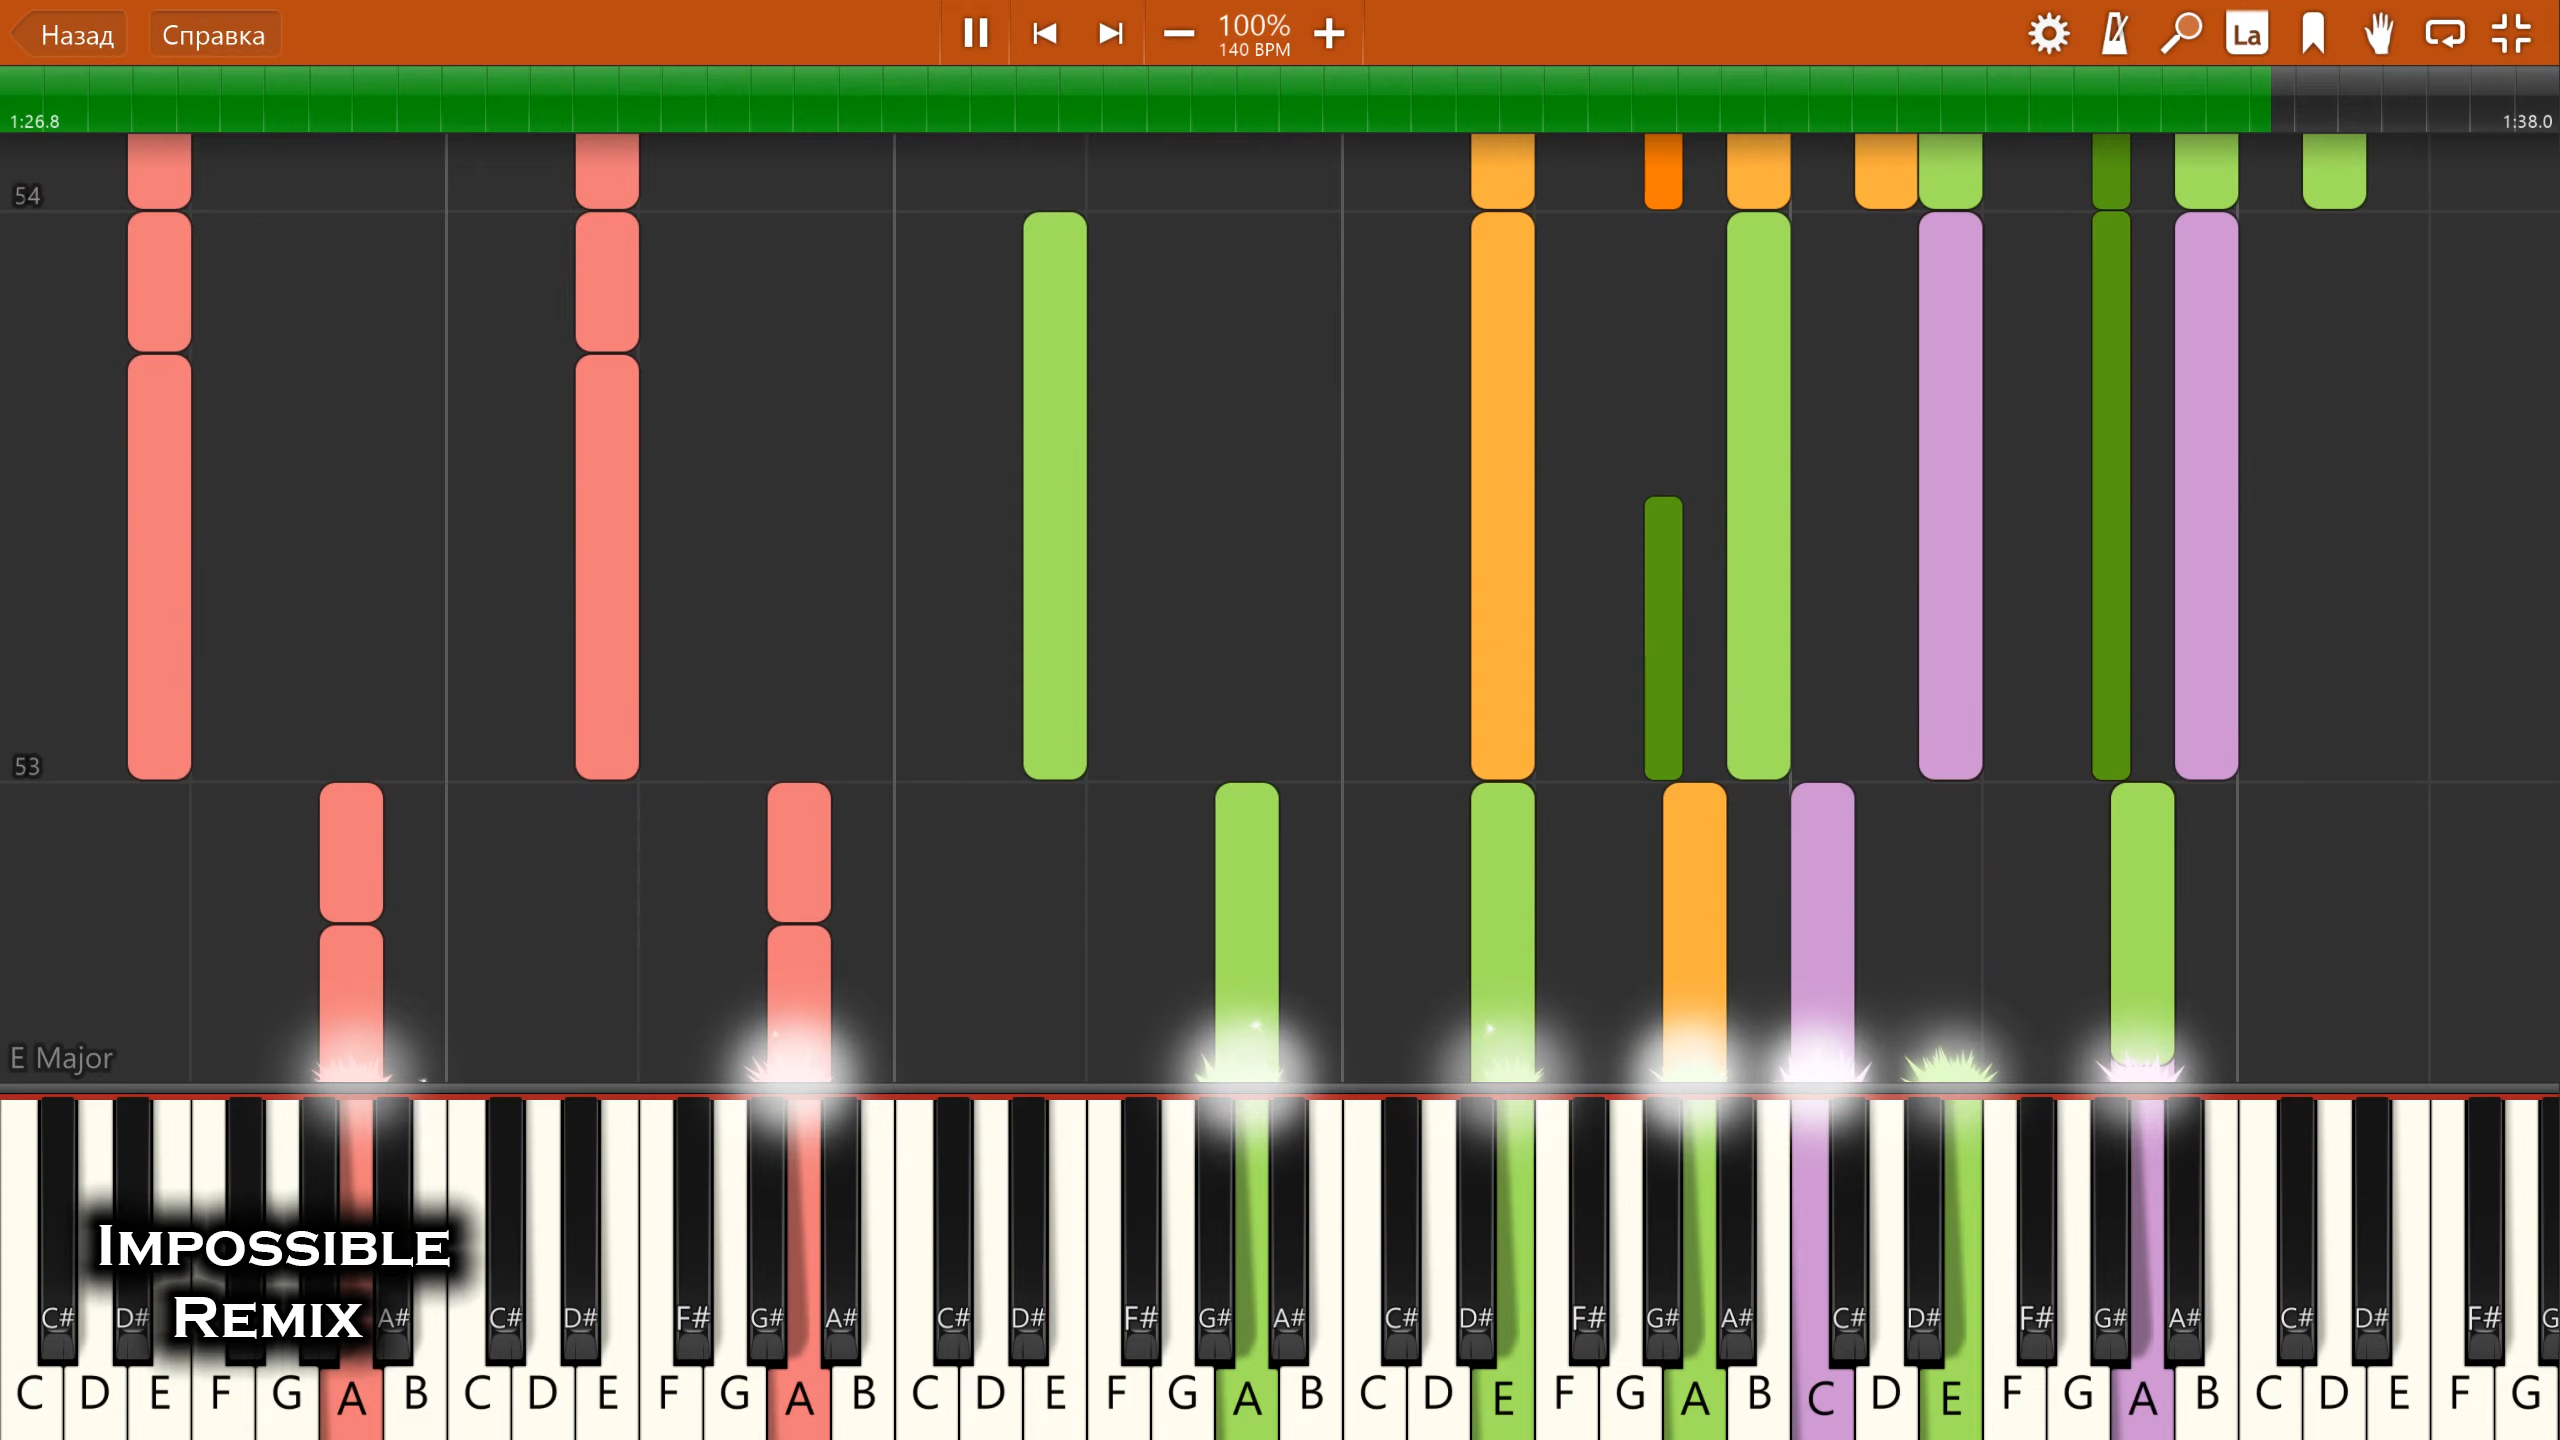 Назад Справка 100% La
140 BPM
1:26.8 1:38.0
54
53
E Major
C# D# A# C# D# F# G# A# C# D# F# G# A# C# D# F# G# A# C# D# F# G# A# C# D# F# G
Impossible
Remix
C D E F G A B C D E F G A B C D E F G A B C D E F G A B C D E F G A B C D E F G